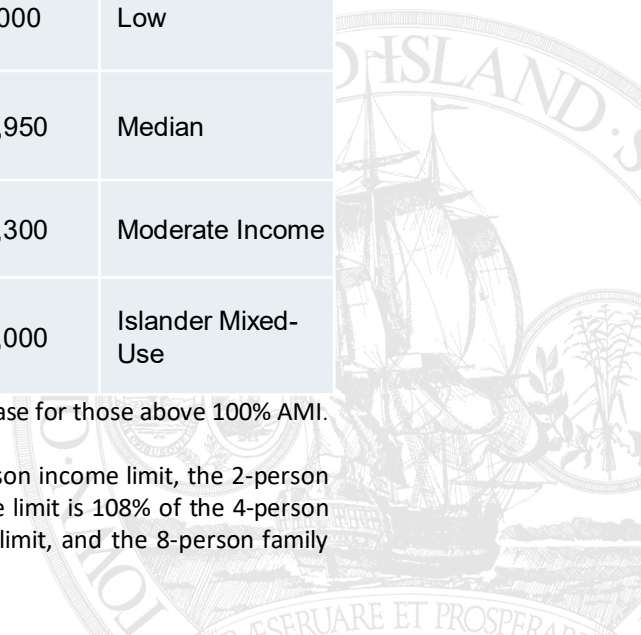 000 Low
,950 Median
,300 Moderate Income
,000 Islander Mixed-
Use
ase for those above 100% AMI.
son income limit, the 2-person
e limit is 108% of the 4-person
limit, and the 8-person family
ISLAND · S
ESERUARE ET PROSPERA